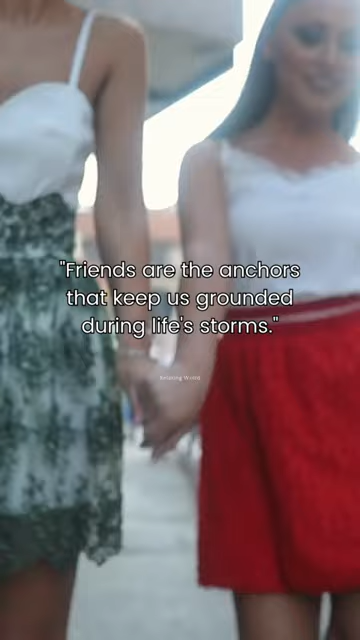 "Friends are the anchors
that keep us grounded
during life's storms."